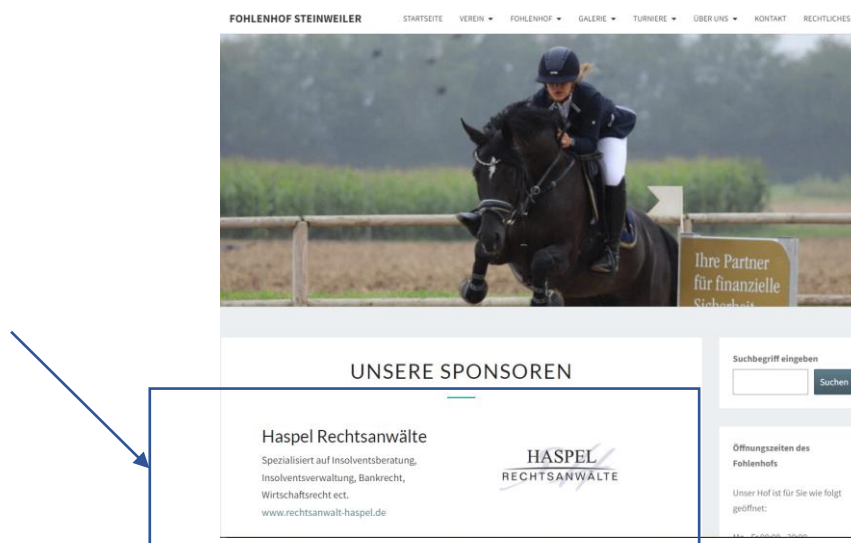 FOHLENHOF STEINWEILER
STARTSEITE VEREIN FOHLENHOF GALERIE TURNIERE ÜBER UNS KONTAKT RECHTLICHES
Ihre Partner
für finanzielle
Sicherheit
UNSERE SPONSOREN
Haspel Rechtsanwälte
Spezialisiert auf Insolventsberatung,
Insolventsverwaltung, Bankrecht,
Wirtschaftsrecht ect.
www.rechtsanwalt-haspel.de
HASPEL
RECHTSANWÄLTE
Suchbegriff eingeben
Suchen
Öffnungszeiten des
Fohlenhofs
Unser Hof ist für Sie wie folgt
geöffnet: